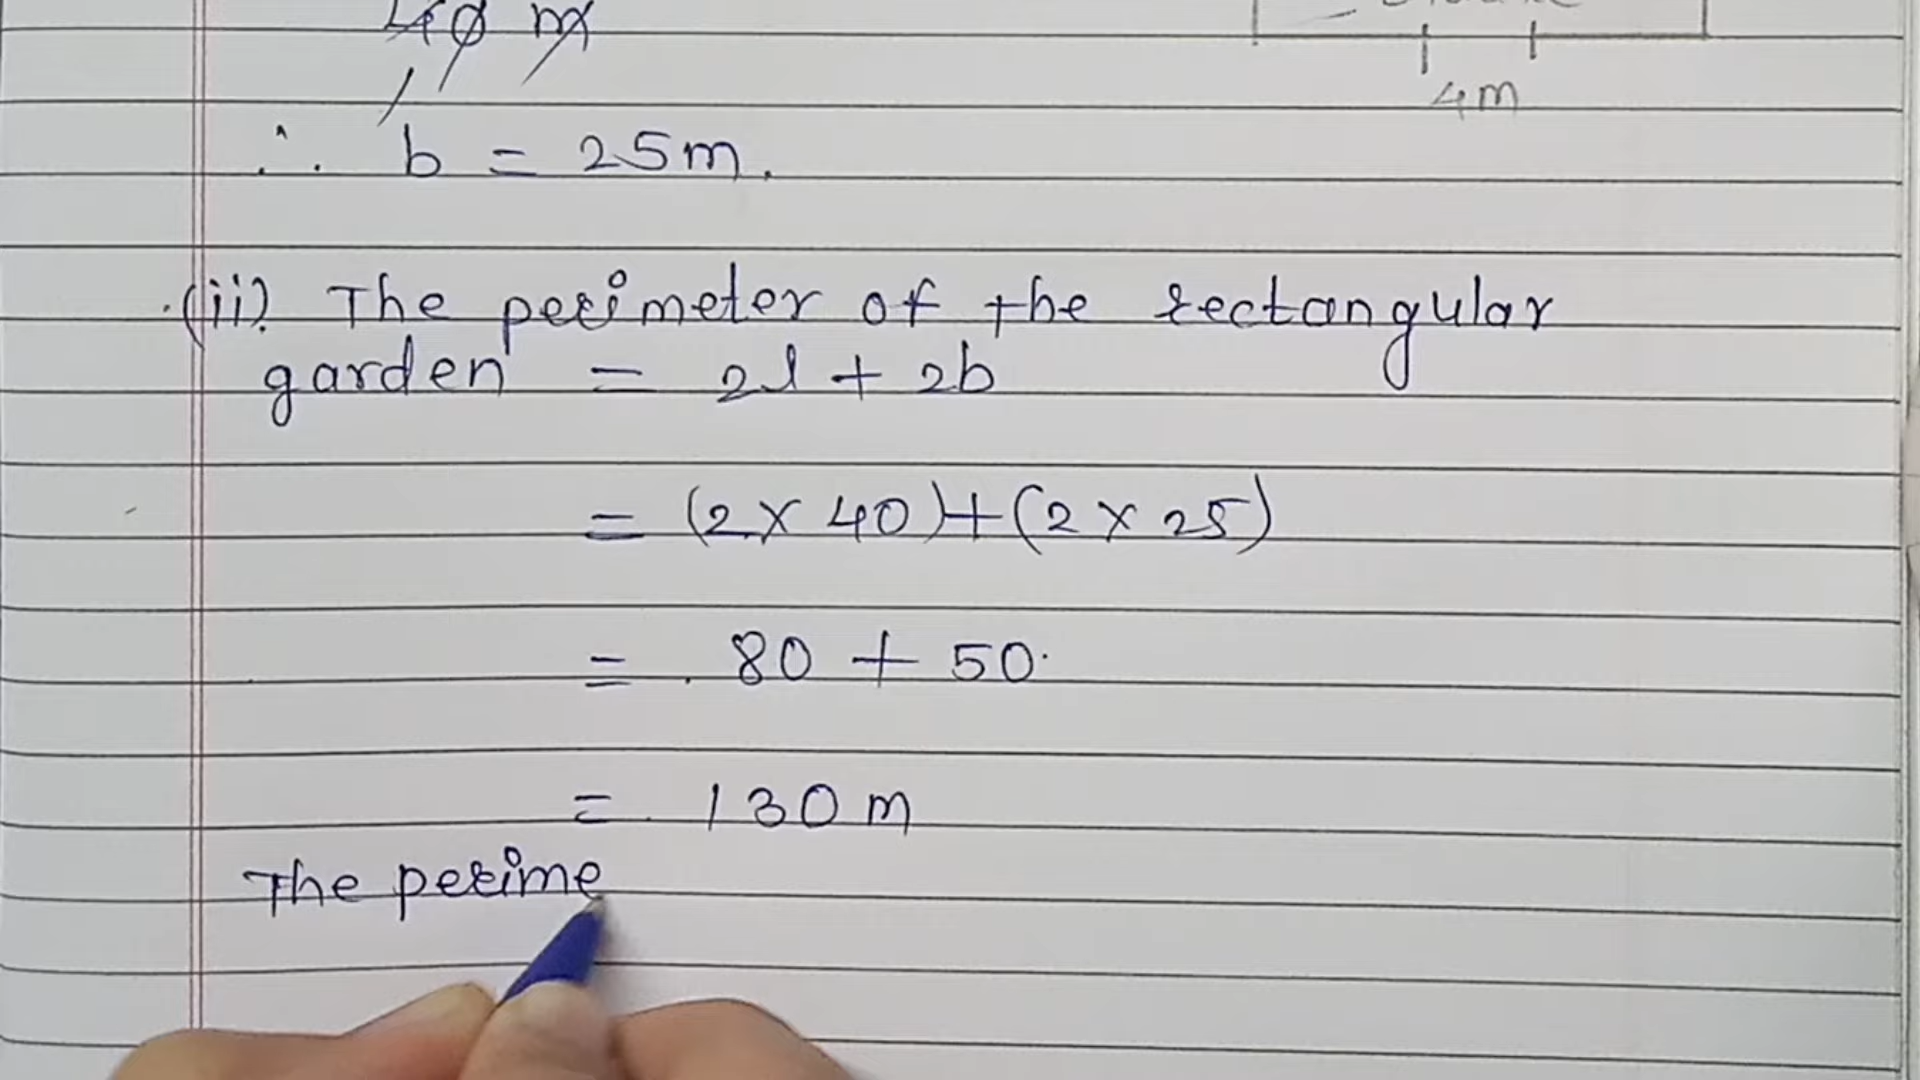 40 m
4m
∴ b = 25m.
(ii). The perimeter of the rectangular
garden = 2l + 2b
= (2 × 40) + (2 × 25)
= 80 + 50
= 130 m
The perime